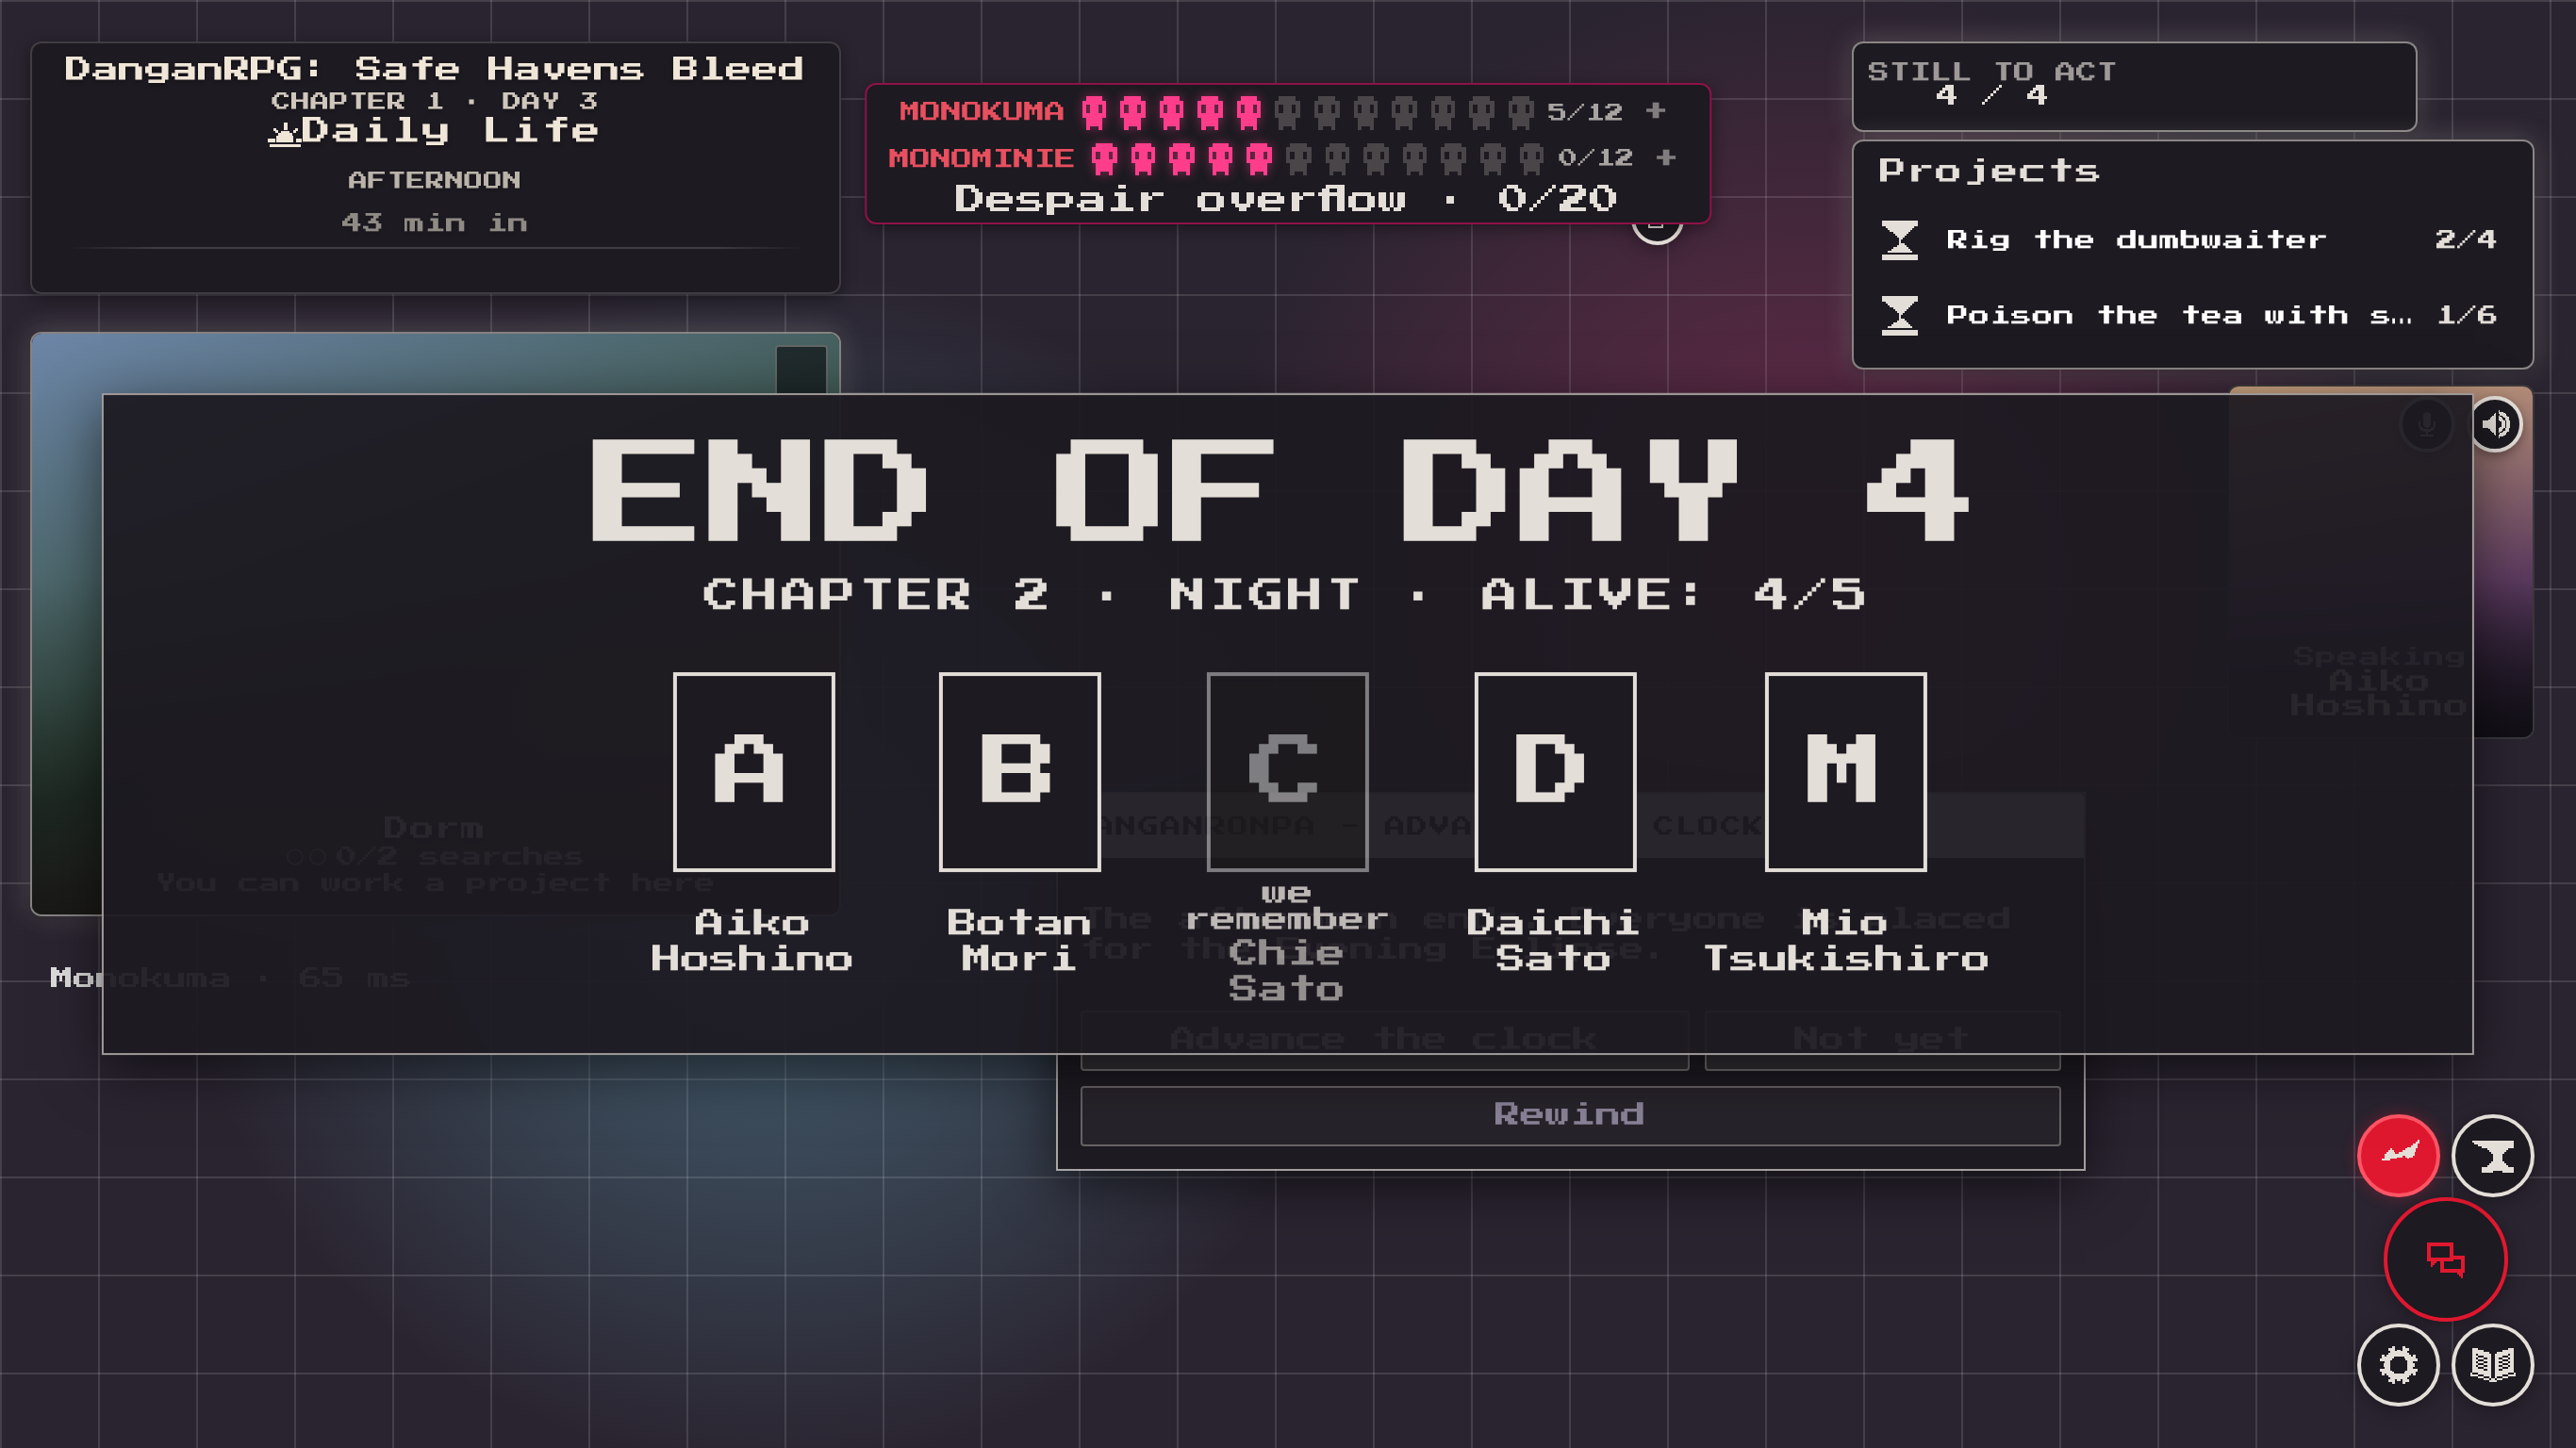 DanganRPG: Safe Havens Bleed
CHAPTER 1 · DAY 3
Daily Life
AFTERNOON
43 min in
MONOKUMA 5/12 +
MONOMINIE 0/12 +
Despair overflow · 0/20
STILL TO ACT
4 / 4
Projects
Rig the dumbwaiter 2/4
Poison the tea with s… 1/6
END OF DAY 4
CHAPTER 2 · NIGHT · ALIVE: 4/5
A
B
C
D
M
Aiko
Hoshino
Botan
Mori
we
remember
Chie
Sato
Daichi
Sato
Mio
Tsukishiro
Speaking
Aiko
Hoshino
Dorm
0/2 searches
You can work a project here
Monokuma · 65 ms
Advance the clock
Not yet
Rewind